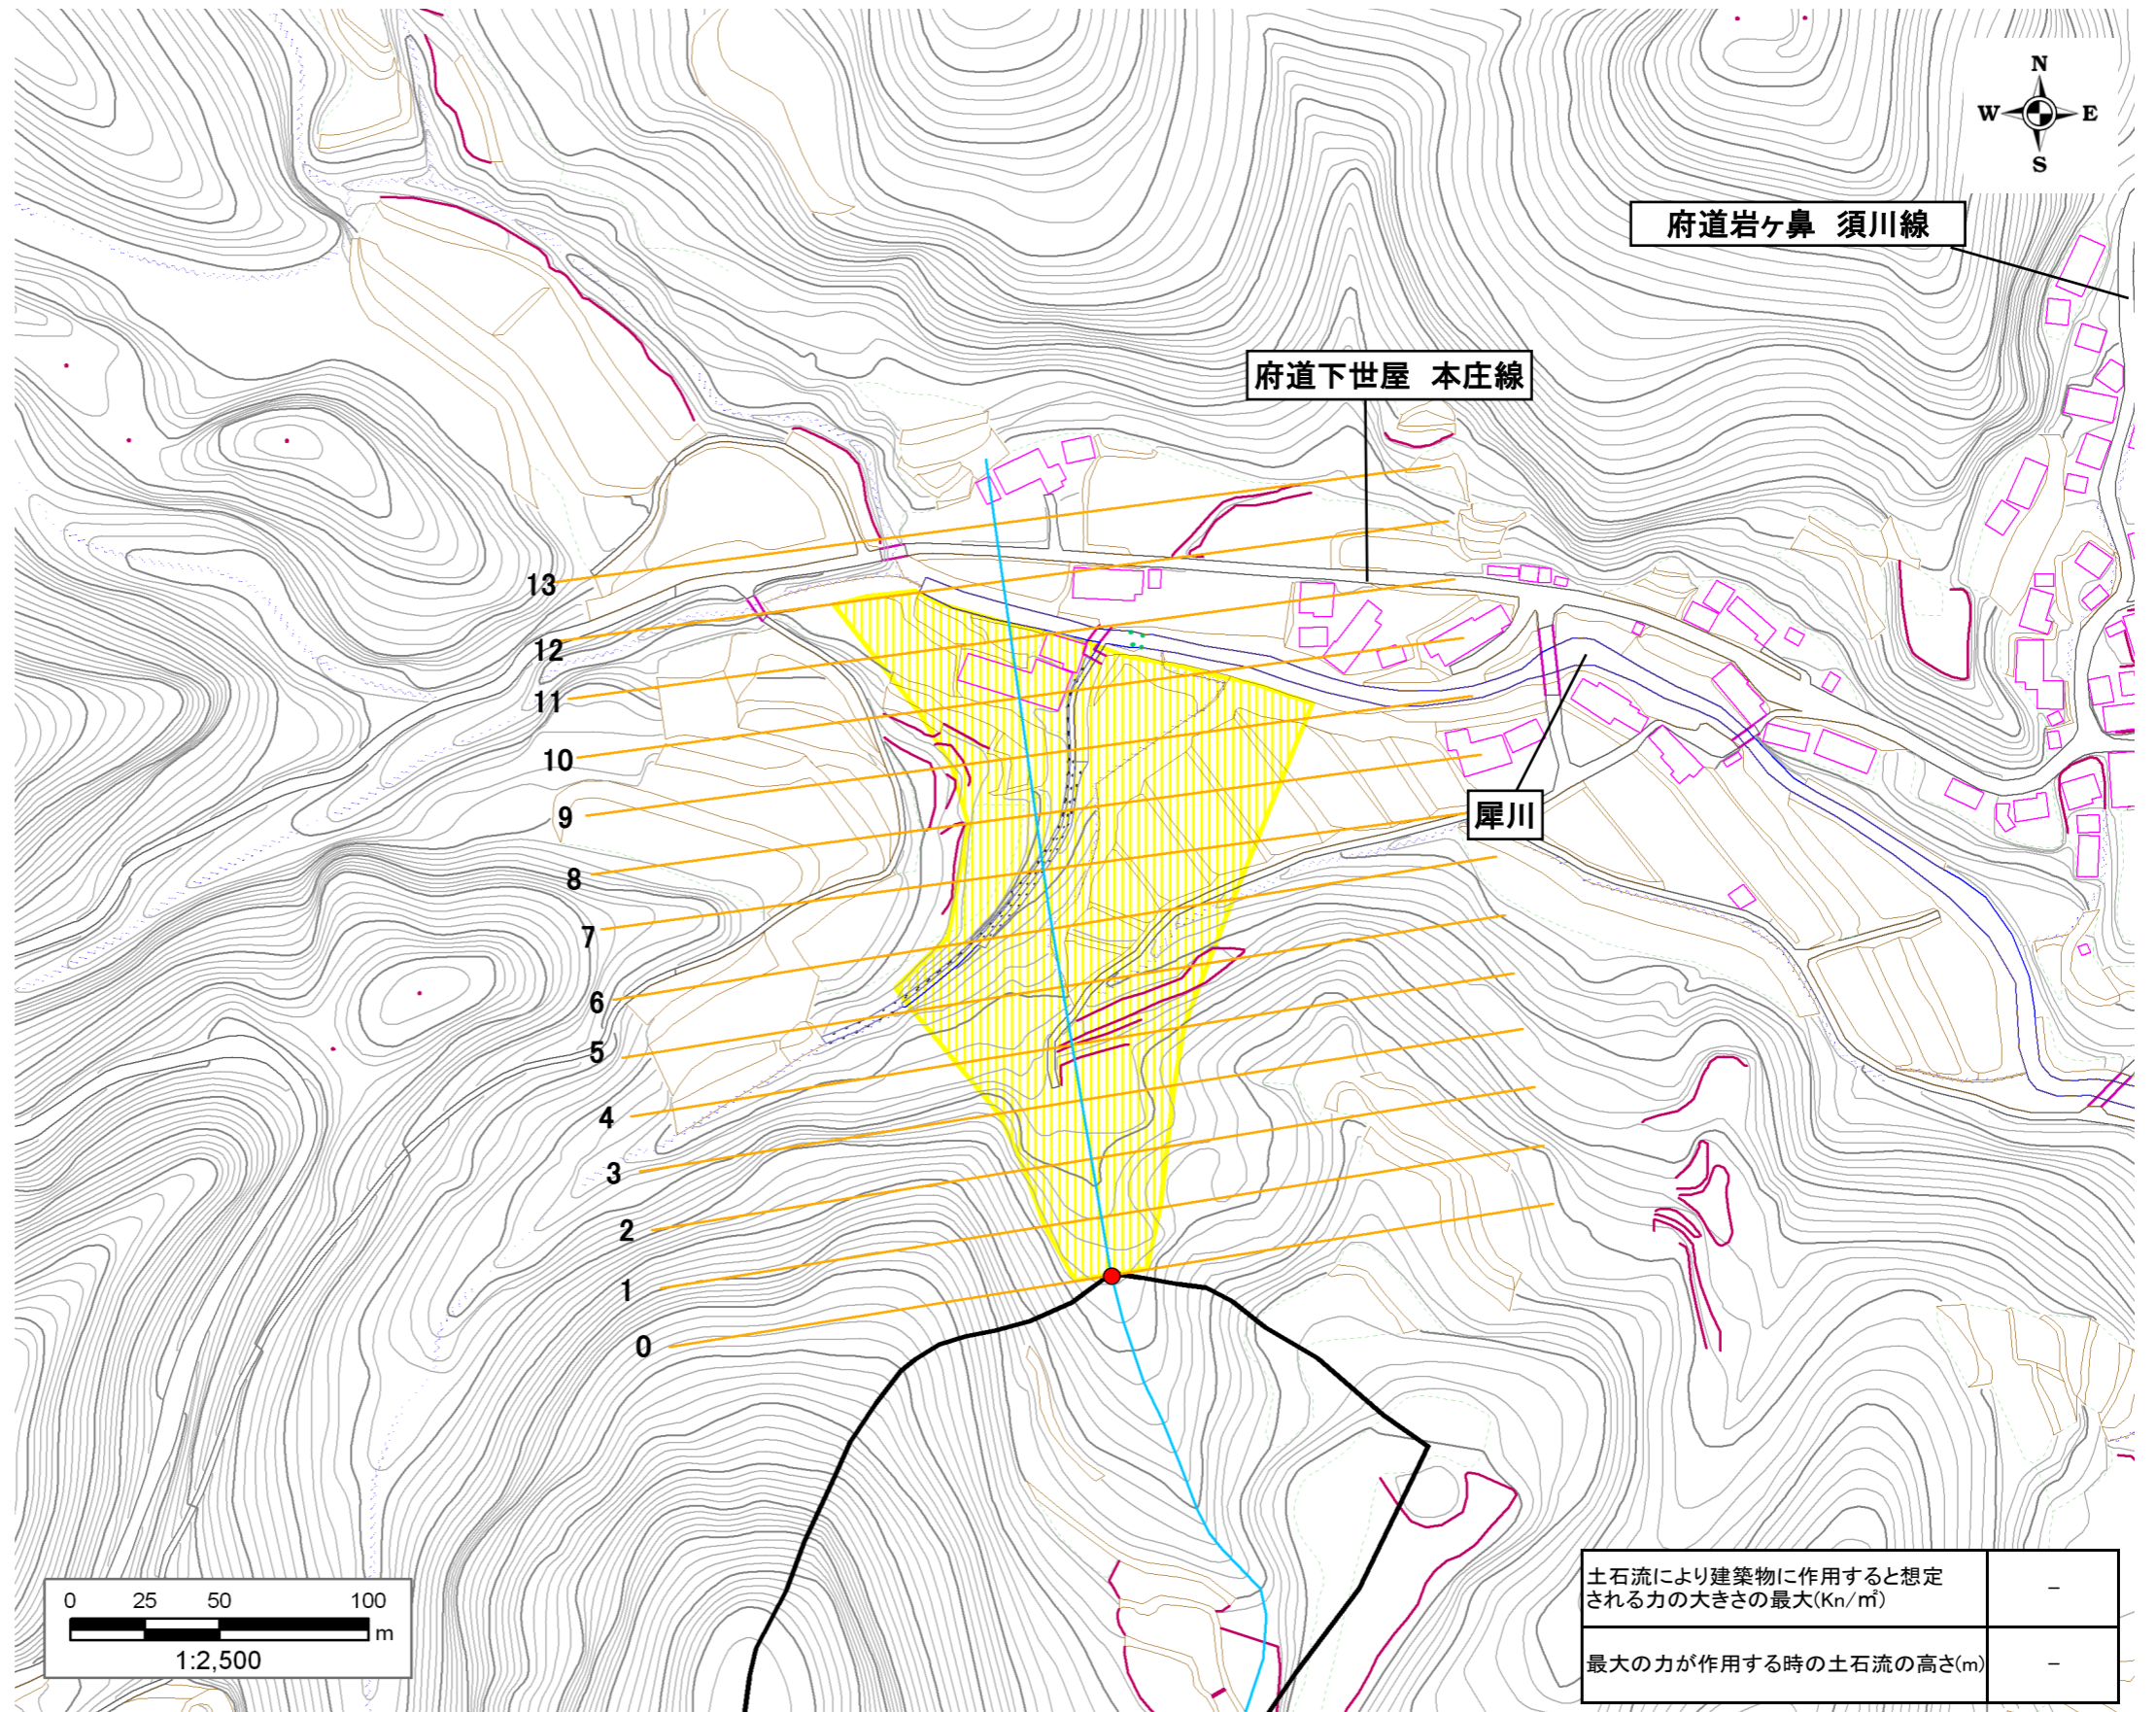 N
W E
S
府道岩ヶ鼻 須川線
府道下世屋 本庄線
犀川
13
12
11
10
9
8
7
6
5
4
3
2
1
0
0 25 50 100
m
1:2,500
土石流により建築物に作用すると想定
される力の大きさの最大(Kn/㎡) －
最大の力が作用する時の土石流の高さ(m) －